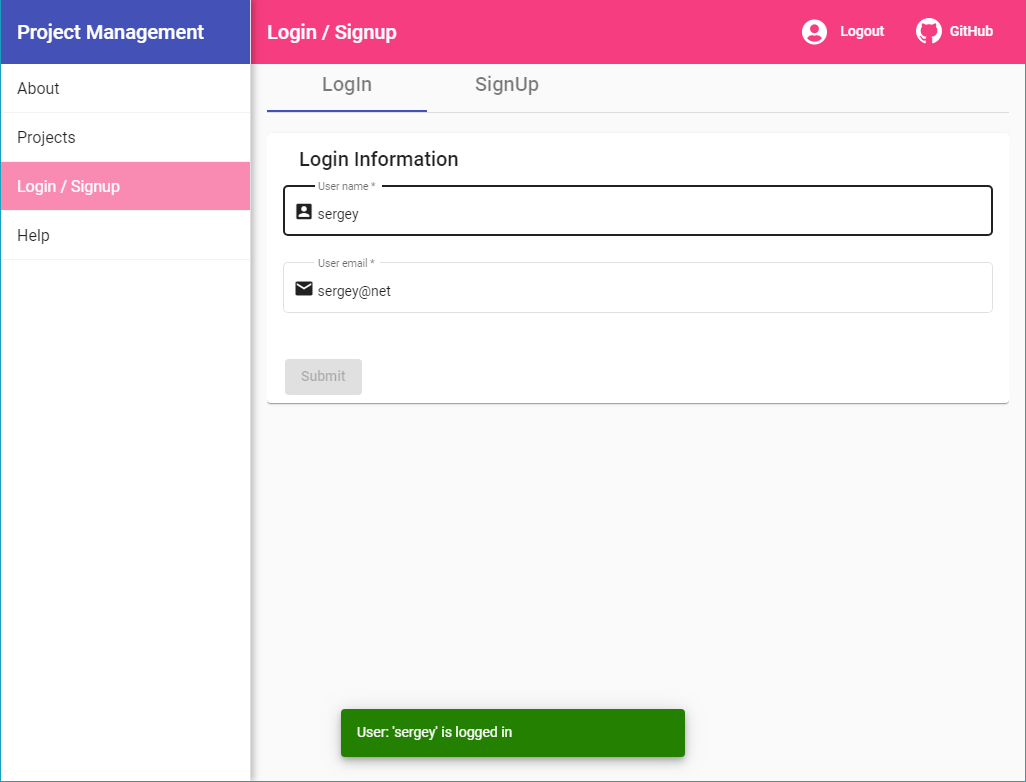 Project Management
Login / Signup
Logout
GitHub
About
Projects
Login / Signup
Help
LogIn
SignUp
Login Information
User name *
sergey
User email *
sergey@net
Submit
User: 'sergey' is logged in